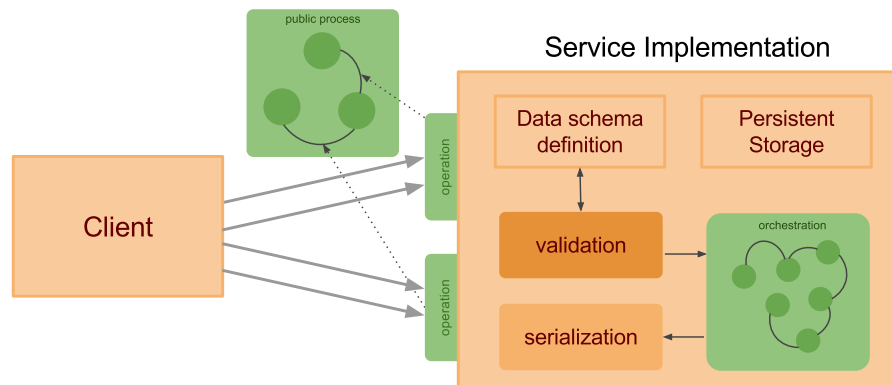 public process
Service Implementation
Data schema
definition
Persistent
Storage
operation
Client
validation
orchestration
operation
serialization